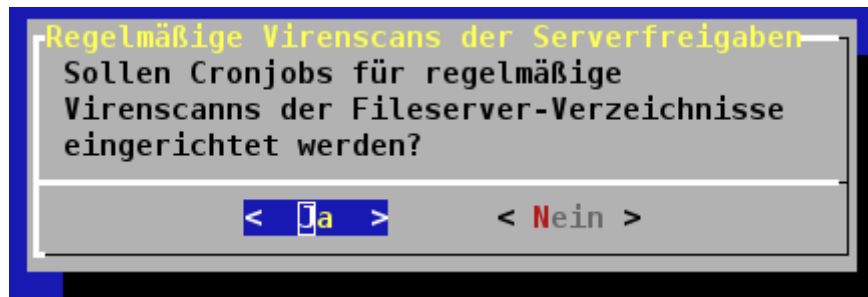 Regelmäßige Virenscans der Serverfreigaben
Sollen Cronjobs für regelmäßige
Virenscanns der Fileserver-Verzeichnisse
eingerichtet werden?
< Ja > < Nein >